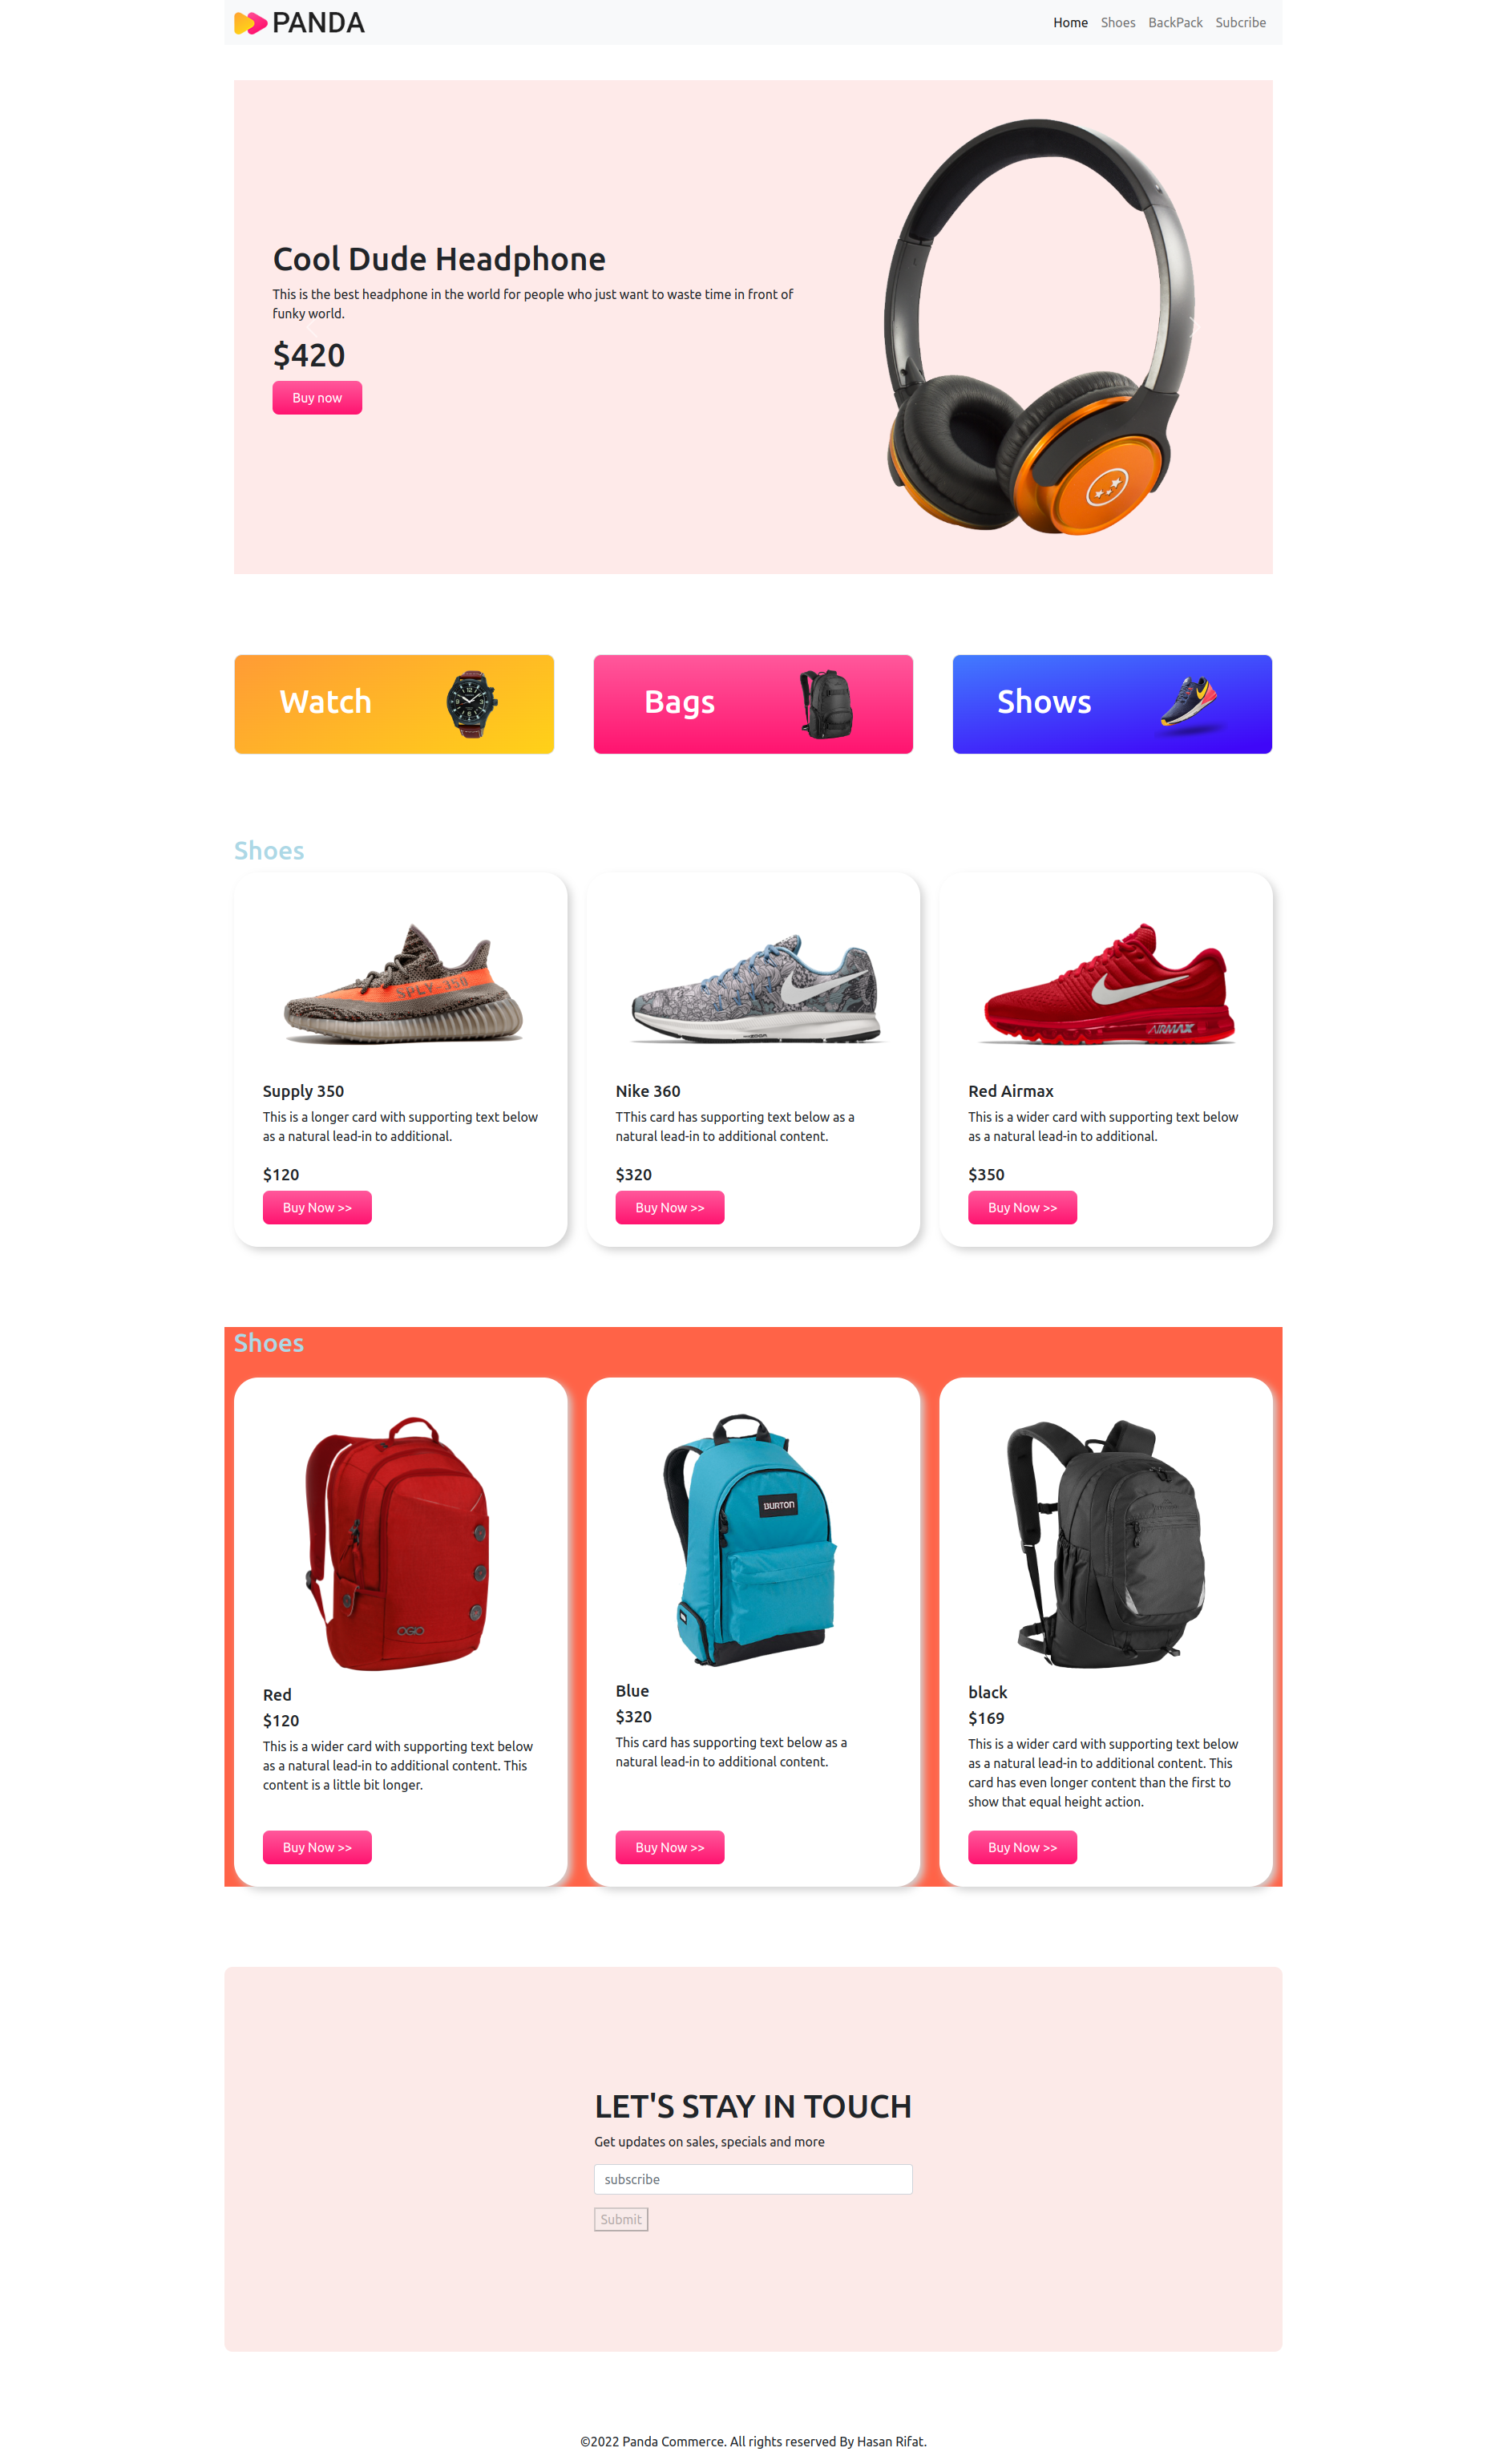 PANDA
Home Shoes BackPack Subcribe
Cool Dude Headphone
This is the best headphone in the world for people who just want to waste time in front of
funky world.
$420
Buy now
Watch
Bags
Shows
Shoes
SPLY-350
ZOOM
AIRMAX
Supply 350
This is a longer card with supporting text below
as a natural lead-in to additional.
$120
Buy Now >>
Nike 360
TThis card has supporting text below as a
natural lead-in to additional content.
$320
Buy Now >>
Red Airmax
This is a wider card with supporting text below
as a natural lead-in to additional.
$350
Buy Now >>
Shoes
OGIO
BURTON
Red
$120
This is a wider card with supporting text below
as a natural lead-in to additional content. This
content is a little bit longer.
Buy Now >>
Blue
$320
This card has supporting text below as a
natural lead-in to additional content.
Buy Now >>
black
$169
This is a wider card with supporting text below
as a natural lead-in to additional content. This
card has even longer content than the first to
show that equal height action.
Buy Now >>
LET'S STAY IN TOUCH
Get updates on sales, specials and more
subscribe
Submit
©2022 Panda Commerce. All rights reserved By Hasan Rifat.